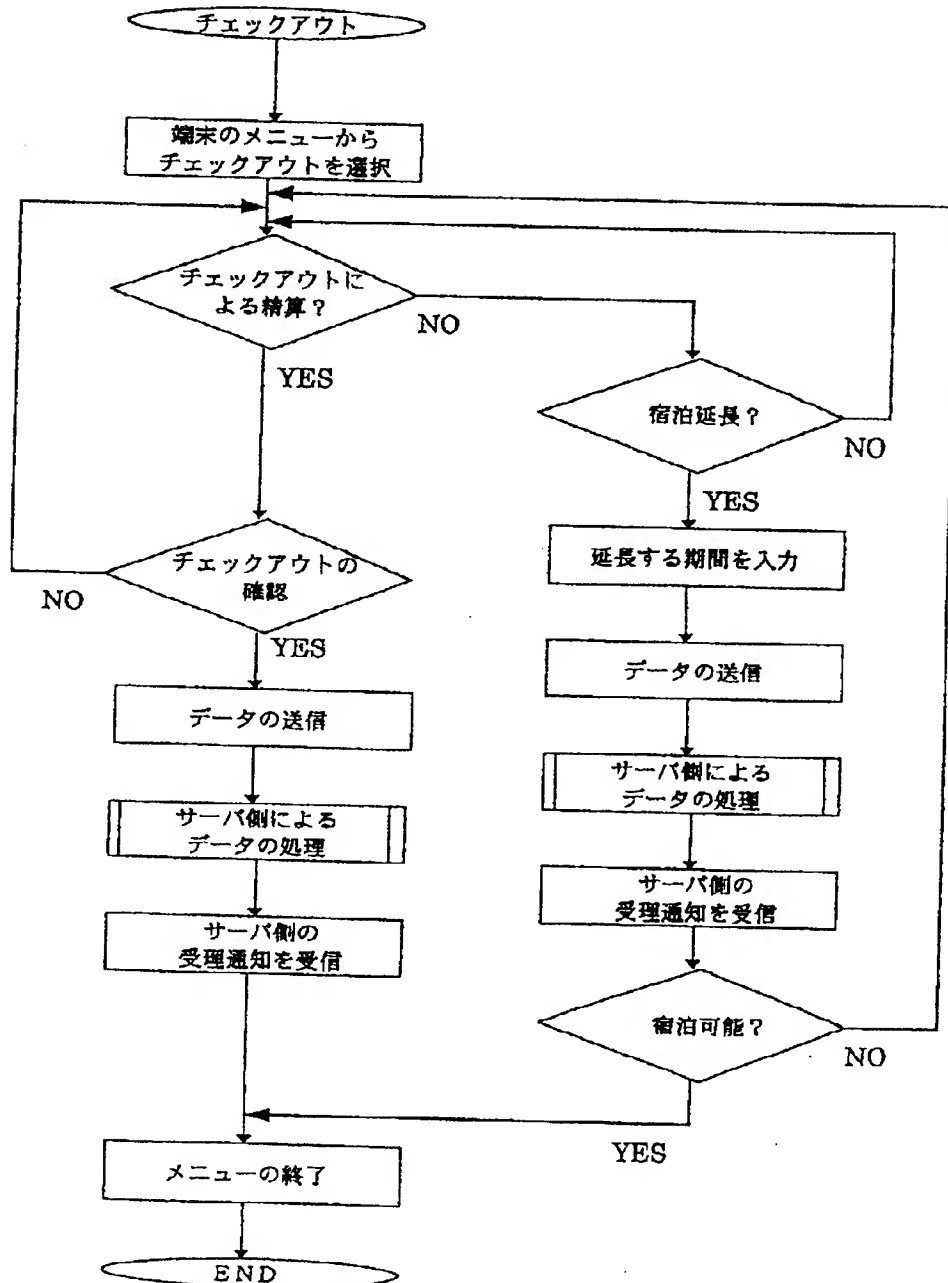 チェックアウト
端末のメニューから
チェックアウトを選択
チェックアウトに
よる精算?
NO
YES
宿泊延長?
NO
YES
延長する期間を入力
チェックアウトの
確認
NO
YES
データの送信
データの送信
サーバ側による
データの処理
サーバ側による
データの処理
サーバ側の
受理通知を受信
サーバ側の
受理通知を受信
宿泊可能?
NO
YES
メニューの終了
END